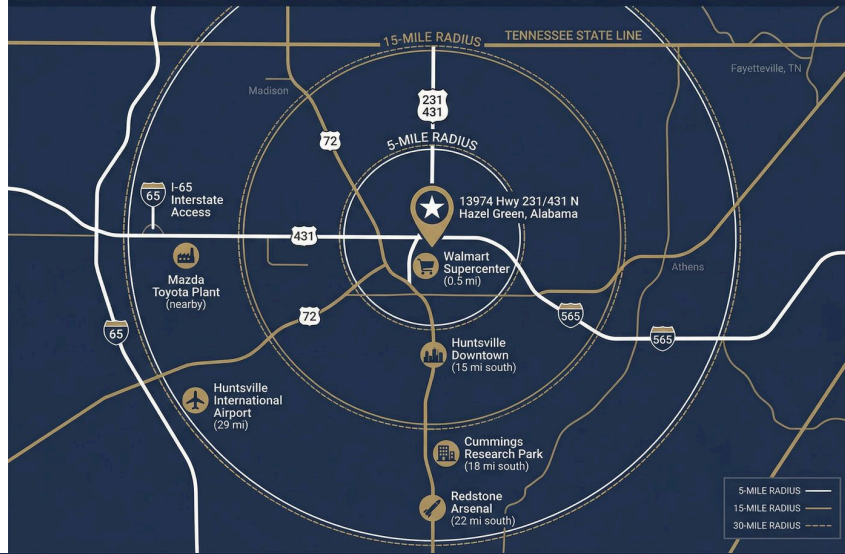 15-MILE RADIUS
TENNESSEE STATE LINE
Fayetteville, TN
Madison
231
431
72
5-MILE RADIUS
65
I-65
Interstate
Access
13974 Hwy 231/431 N
Hazel Green, Alabama
431
Walmart
Supercenter
(0.5 mi)
Athens
Mazda
Toyota Plant
(nearby)
72
565
65
565
Huntsville
Downtown
(15 mi south)
Huntsville
International
Airport
(29 mi)
Cummings
Research Park
(18 mi south)
Redstone
Arsenal
(22 mi south)
5-MILE RADIUS
15-MILE RADIUS
30-MILE RADIUS